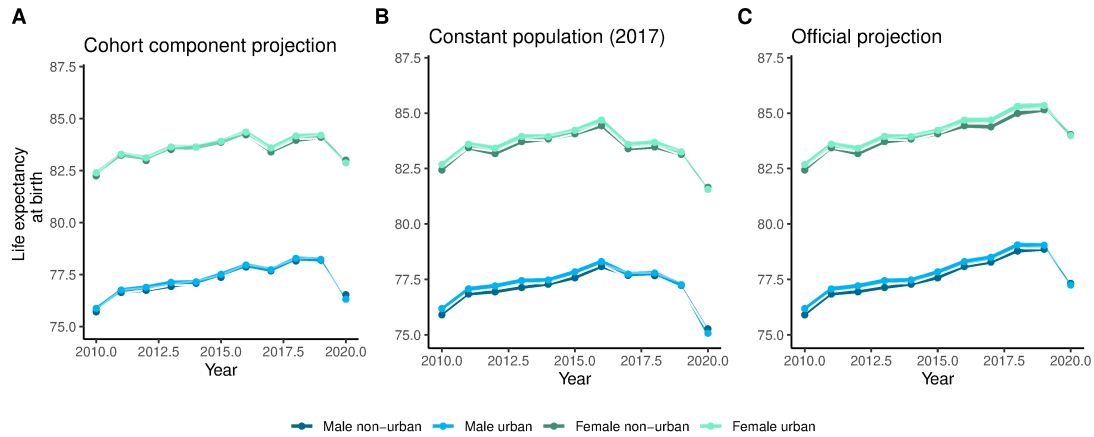 A
Cohort component projection
87.5
85.0
82.5
80.0
77.5
75.0
Life expectancy
at birth
2010.0 2012.5 2015.0 2017.5 2020.0
Year
B
Constant population (2017)
87.5
85.0
82.5
80.0
77.5
75.0
2010.0 2012.5 2015.0 2017.5 2020.0
Year
C
Official projection
87.5
85.0
82.5
80.0
77.5
75.0
2010.0 2012.5 2015.0 2017.5 2020.0
Year
Male non−urban Male urban Female non−urban Female urban